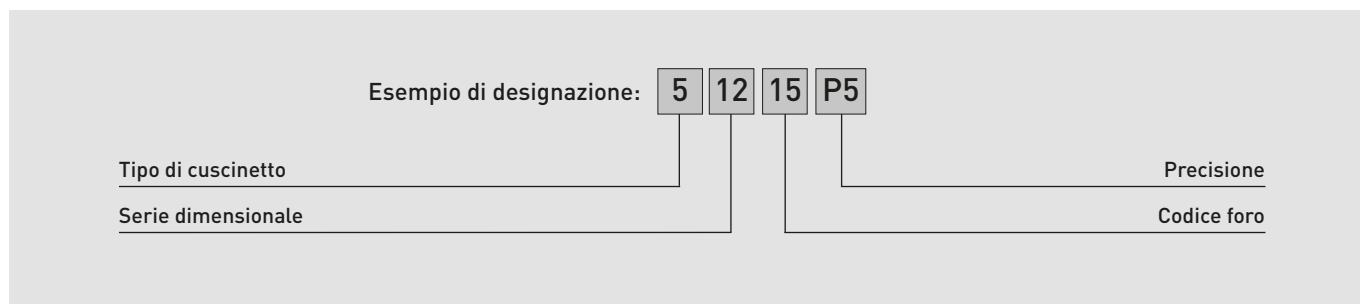 Esempio di designazione: 5 12 15 P5
Tipo di cuscinetto Precisione
Serie dimensionale Codice foro